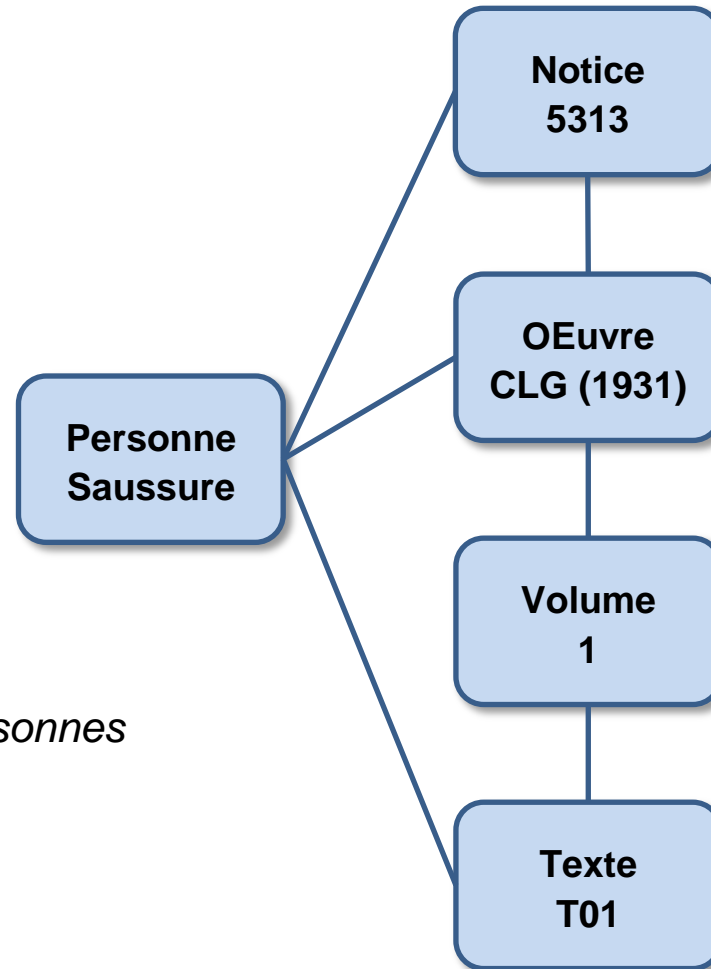 Notice
5313
OEuvre
CLG (1931)
Personne
Saussure
Volume
1
sonnes
Texte
T01